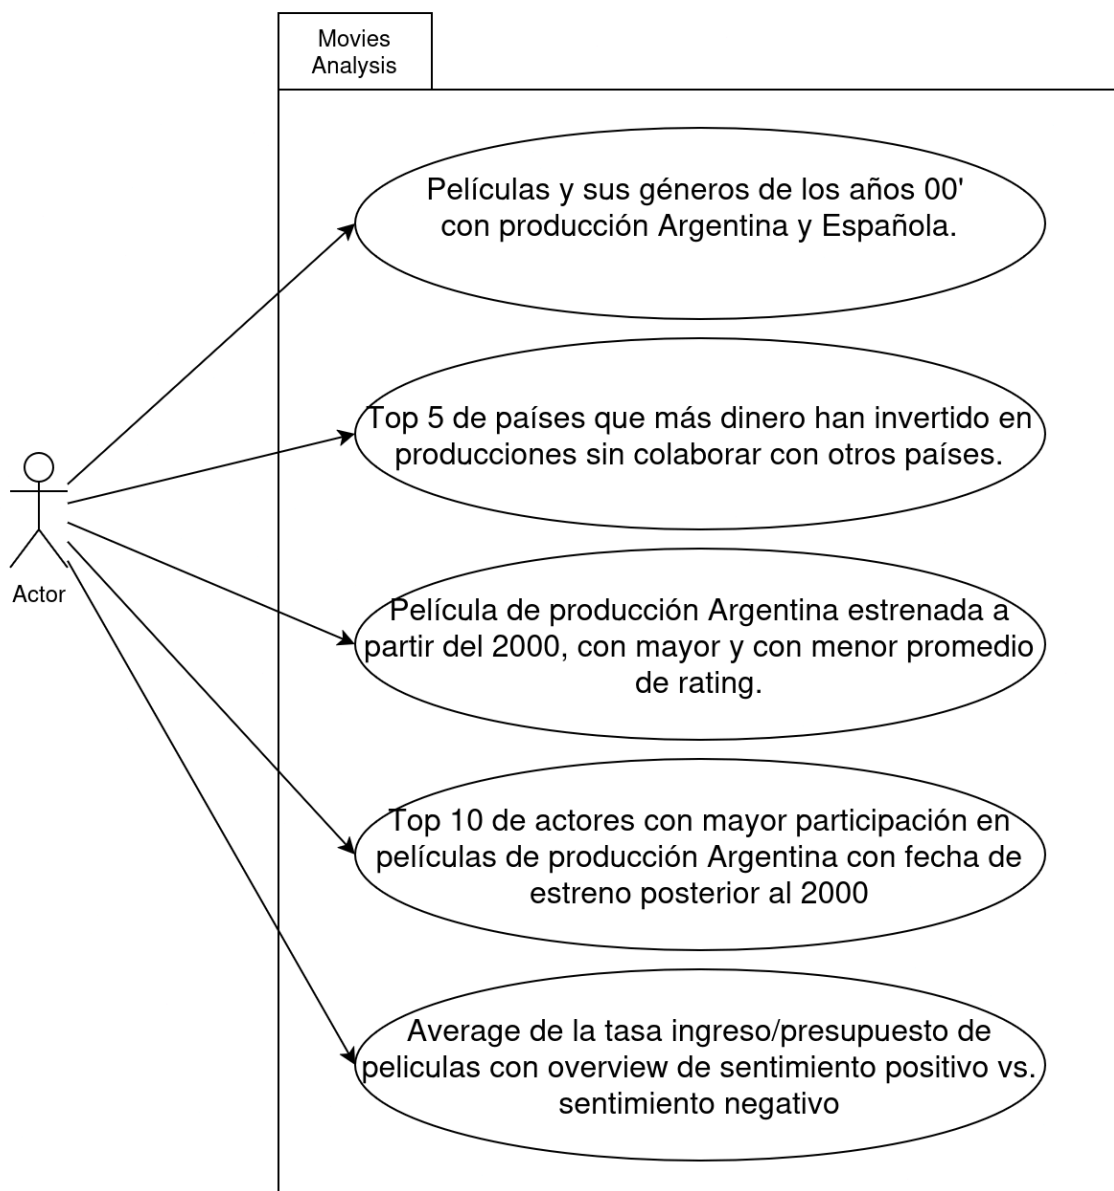 Movies
Analysis
Películas y sus géneros de los años 00'
con producción Argentina y Española.
Top 5 de países que más dinero han invertido en
producciones sin colaborar con otros países.
Actor
Película de producción Argentina estrenada a
partir del 2000, con mayor y con menor promedio
de rating.
Top 10 de actores con mayor participación en
películas de producción Argentina con fecha de
estreno posterior al 2000
Average de la tasa ingreso/presupuesto de
peliculas con overview de sentimiento positivo vs.
sentimiento negativo